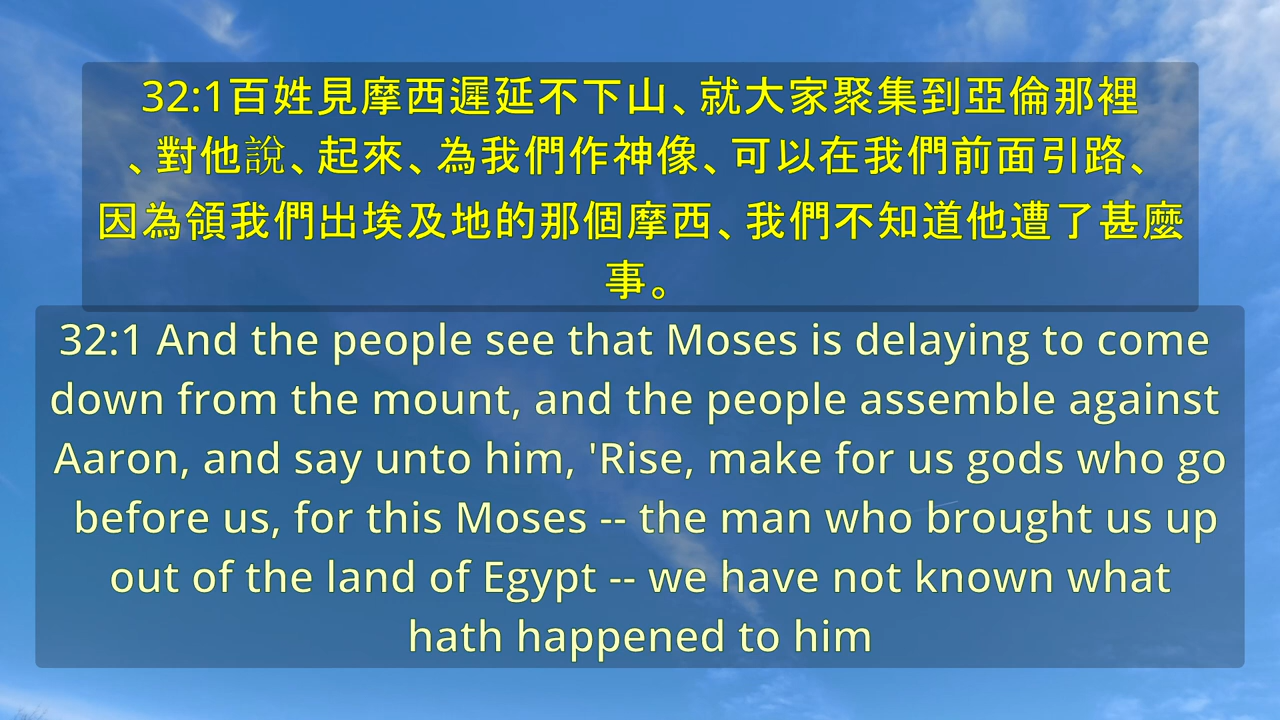 32:1百姓見摩西遲延不下山、就大家聚集到亞倫那裡
、對他說、起來、為我們作神像、可以在我們前面引路、
因為領我們出埃及地的那個摩西、我們不知道他遭了甚麼
事。
32:1 And the people see that Moses is delaying to come
down from the mount, and the people assemble against
Aaron, and say unto him, 'Rise, make for us gods who go
before us, for this Moses -- the man who brought us up
out of the land of Egypt -- we have not known what
hath happened to him